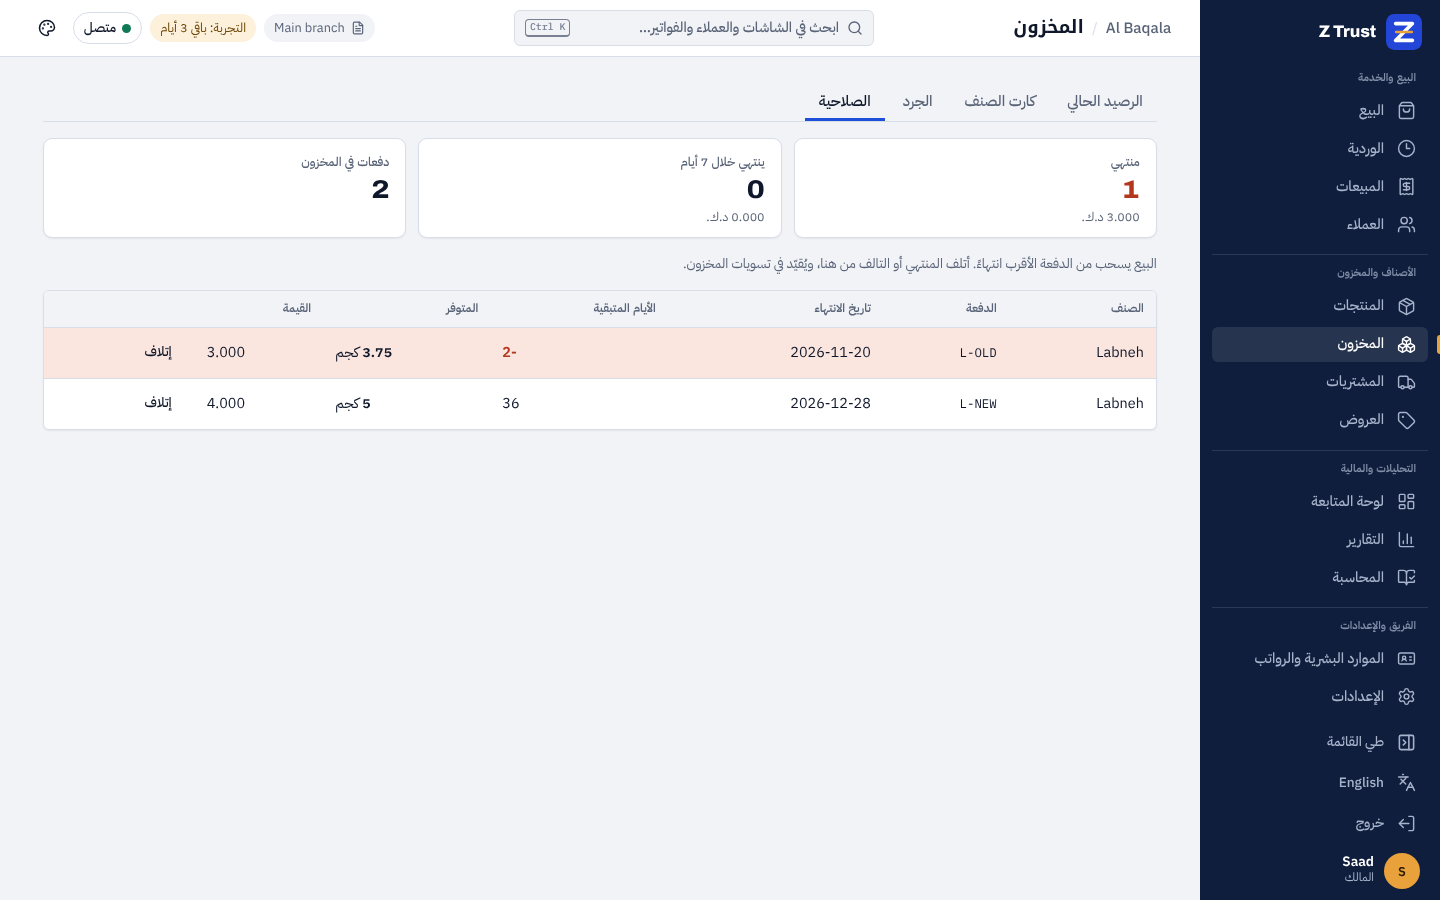 Z Trust
البيع والخدمة
البيع
الوردية
المبيعات
العملاء
الأصناف والمخزون
المنتجات
المخزون
المشتريات
العروض
التحليلات والمالية
لوحة المتابعة
التقارير
المحاسبة
الفريق والإعدادات
الموارد البشرية والرواتب
الإعدادات
طي القائمة
English
خروج
S
Saad
المالك
Al Baqala / المخزون
ابحث في الشاشات والعملاء والفواتير... Ctrl K
Main branch
التجربة: باقي 3 أيام
متصل
الرصيد الحالي
كارت الصنف
الجرد
الصلاحية
منتهي
1
3.000 د.ك.
ينتهي خلال 7 أيام
0
0.000 د.ك.
دفعات في المخزون
2
البيع يسحب من الدفعة الأقرب انتهاءً. أتلف المنتهي أو التالف من هنا، ويُقيّد في تسويات المخزون.
الصنف الدفعة تاريخ الانتهاء الأيام المتبقية المتوفر القيمة
Labneh L-OLD 2026-11-20 2- 3.75 كجم 3.000 إتلاف
Labneh L-NEW 2026-12-28 36 5 كجم 4.000 إتلاف